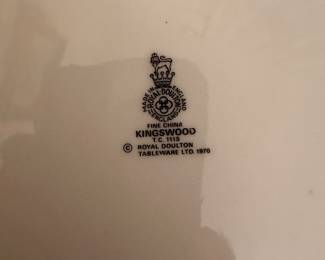 MADE IN ENGLAND
ROYAL DOULTON
ENGLAND
FINE CHINA
KINGSWOOD
T.C. 1115
© ROYAL DOULTON
TABLEWARE LTD. 1970